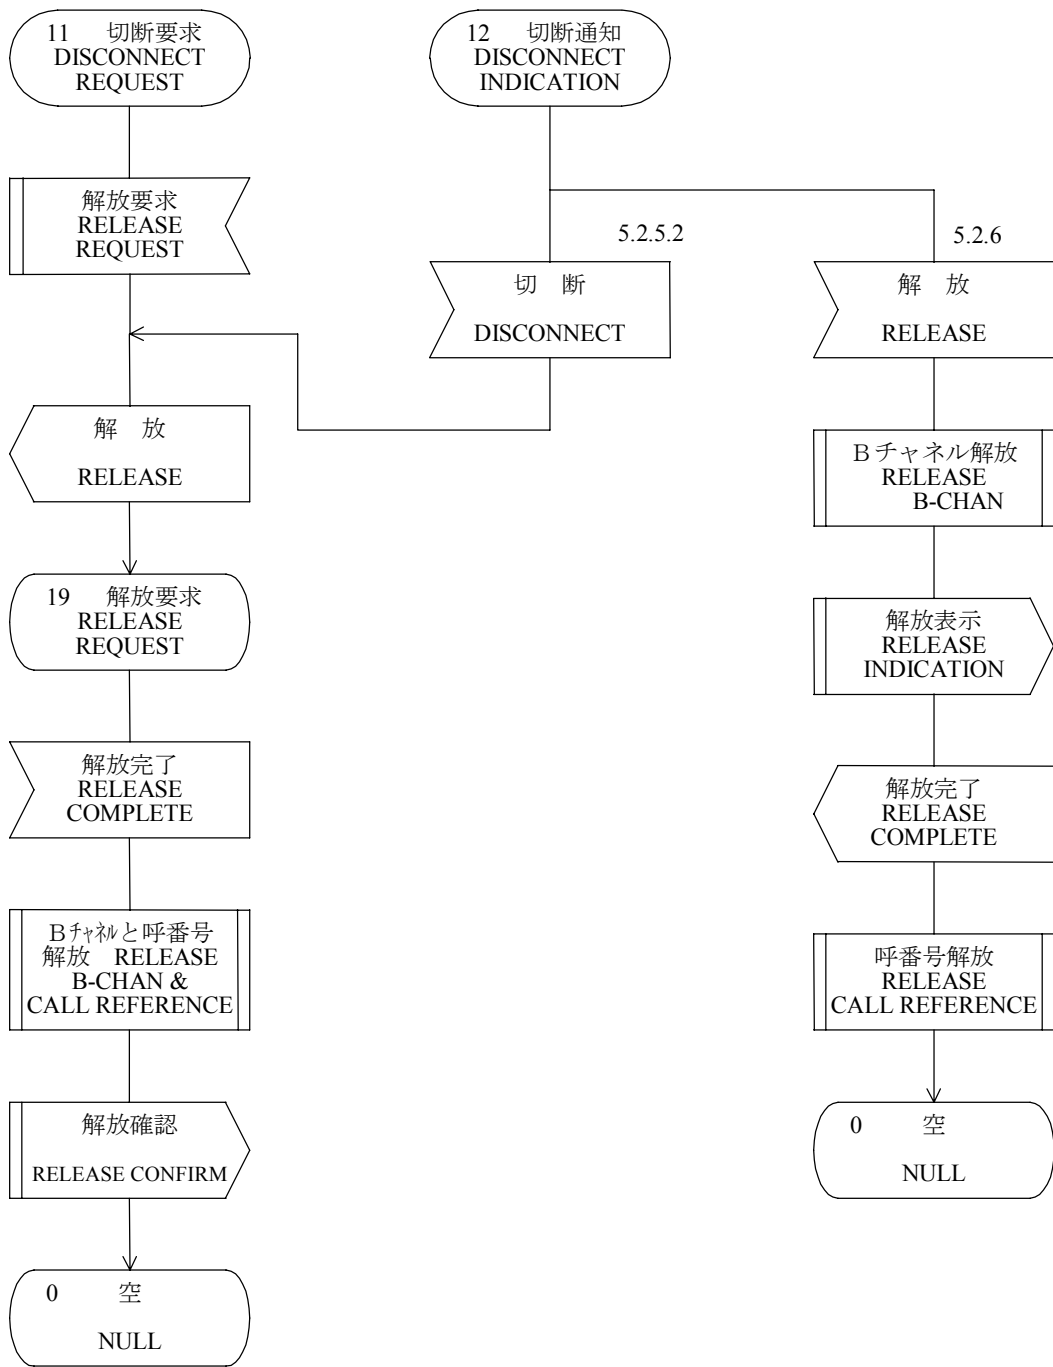 11 切断要求
DISCONNECT
REQUEST
解放要求
RELEASE
REQUEST
解 放
RELEASE
19 解放要求
RELEASE
REQUEST
解放完了
RELEASE
COMPLETE
Bチャネルと呼番号
解放 RELEASE
B-CHAN &
CALL REFERENCE
解放確認
RELEASE CONFIRM
0 空
NULL
12 切断通知
DISCONNECT
INDICATION
5.2.5.2
切 断
DISCONNECT
5.2.6
解 放
RELEASE
Bチャネル解放
RELEASE
B-CHAN
解放表示
RELEASE
INDICATION
解放完了
RELEASE
COMPLETE
呼番号解放
RELEASE
CALL REFERENCE
0 空
NULL